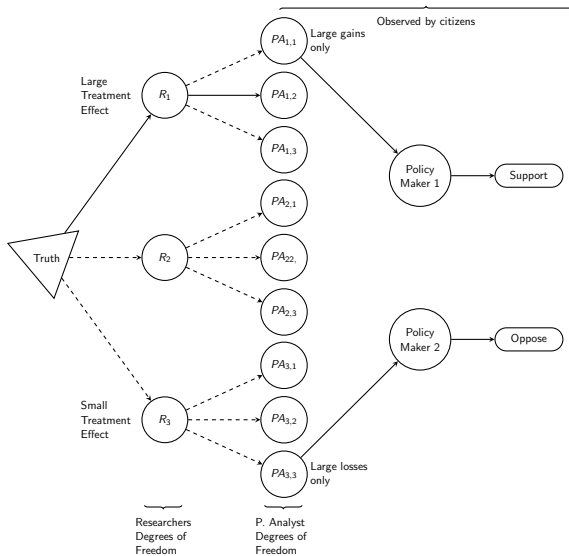 Observed by citizens
PA1,1
Large gains
only
Large
Treatment
Effect
R1
PA1,2
PA1,3
Policy
Maker 1
Support
PA2,1
Truth
R2
PA22,
PA2,3
Policy
Maker 2
Oppose
PA3,1
Small
Treatment
Effect
R3
PA3,2
PA3,3
Large losses
only
Researchers
Degrees of
Freedom
P. Analyst
Degrees of
Freedom